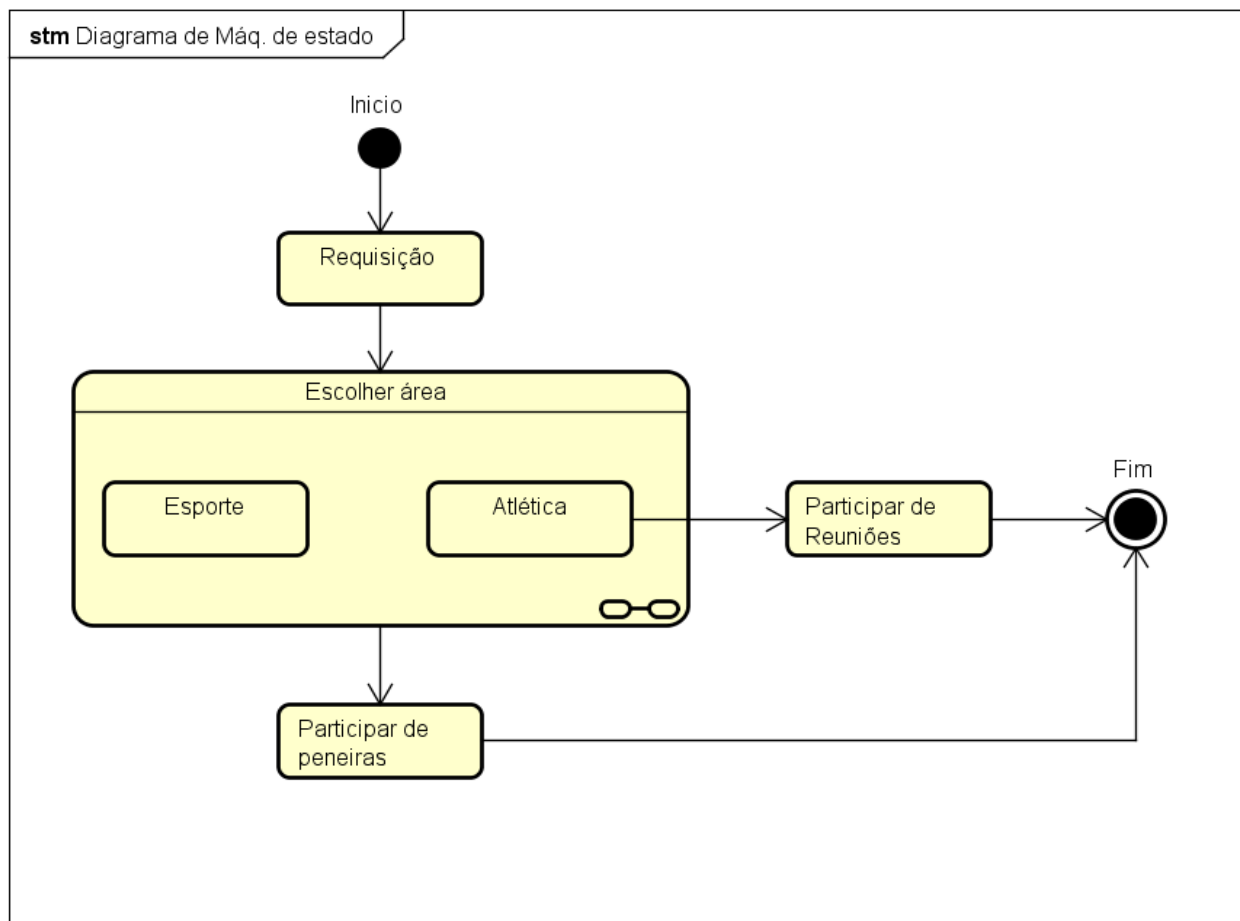 stm Diagrama de Máq. de estado
Inicio
Requisição
Escolher área
Esporte
Atlética
Participar de
Reuniões
Fim
Participar de
peneiras